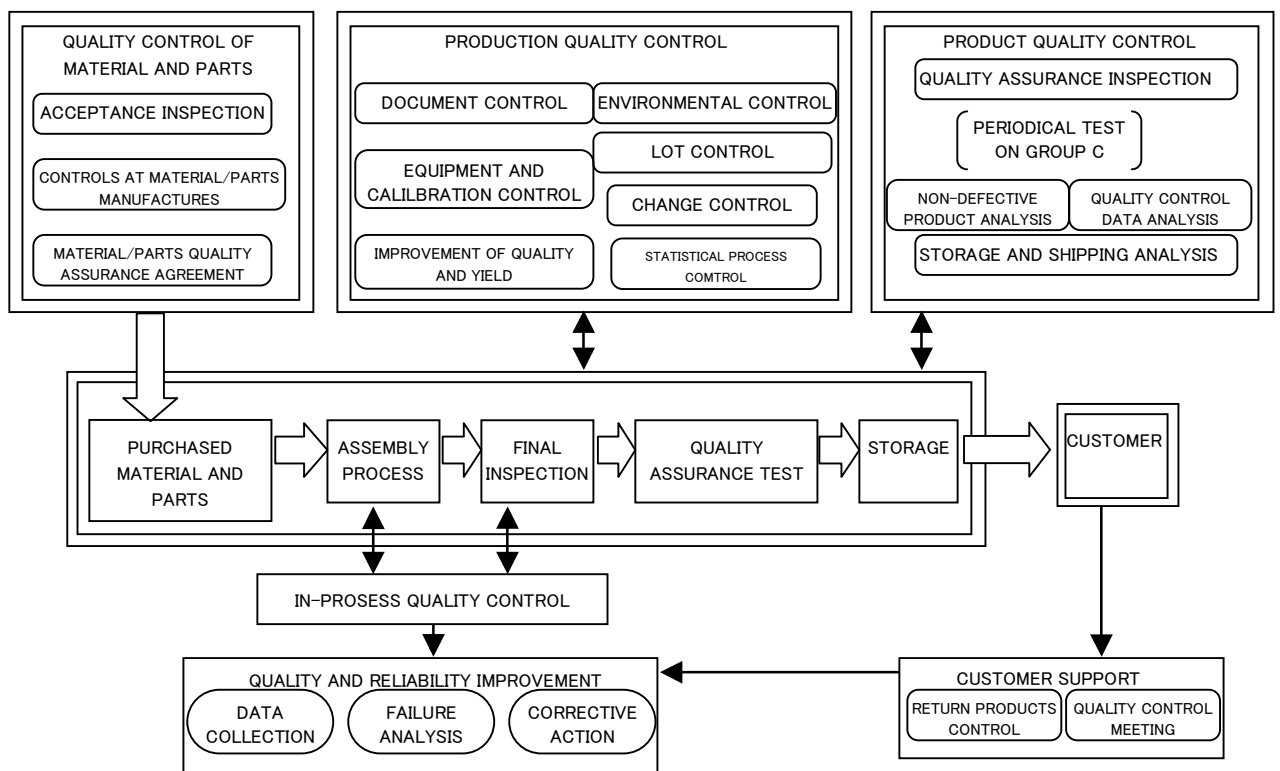 QUALITY CONTROL OF
MATERIAL AND PARTS
ACCEPTANCE INSPECTION
CONTROLS AT MATERIAL/PARTS
MANUFACTURES
MATERIAL/PARTS QUALITY
ASSURANCE AGREEMENT
PRODUCTION QUALITY CONTROL
DOCUMENT CONTROL
ENVIRONMENTAL CONTROL
EQUIPMENT AND
CALILBRATION CONTROL
LOT CONTROL
CHANGE CONTROL
IMPROVEMENT OF QUALITY
AND YIELD
STATISTICAL PROCESS
COMTROL
PRODUCT QUALITY CONTROL
QUALITY ASSURANCE INSPECTION
PERIODICAL TEST
ON GROUP C
NON-DEFECTIVE
PRODUCT ANALYSIS
QUALITY CONTROL
DATA ANALYSIS
STORAGE AND SHIPPING ANALYSIS
PURCHASED
MATERIAL AND
PARTS
ASSEMBLY
PROCESS
FINAL
INSPECTION
QUALITY
ASSURANCE TEST
STORAGE
CUSTOMER
IN-PROSESS QUALITY CONTROL
QUALITY AND RELIABILITY IMPROVEMENT
DATA
COLLECTION
FAILURE
ANALYSIS
CORRECTIVE
ACTION
CUSTOMER SUPPORT
RETURN PRODUCTS
CONTROL
QUALITY CONTROL
MEETING